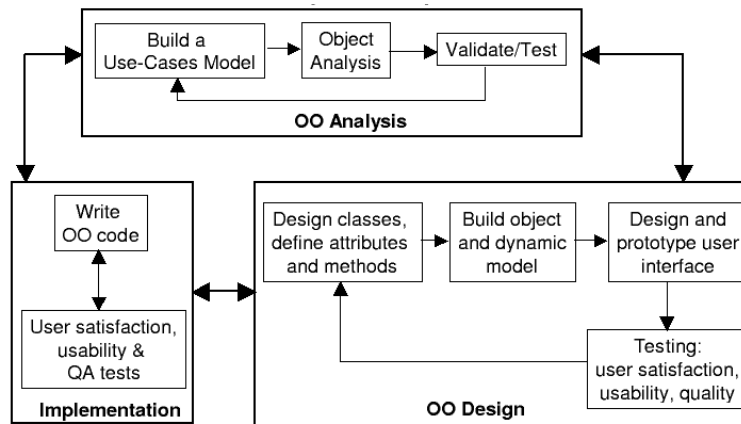 Build a
Use-Cases Model
Object
Analysis
Validate/Test
OO Analysis
Write
OO code
User satisfaction,
usability &
QA tests
Implementation
Design classes,
define attributes
and methods
Build object
and dynamic
model
Design and
prototype user
interface
Testing:
user satisfaction,
usability, quality
OO Design